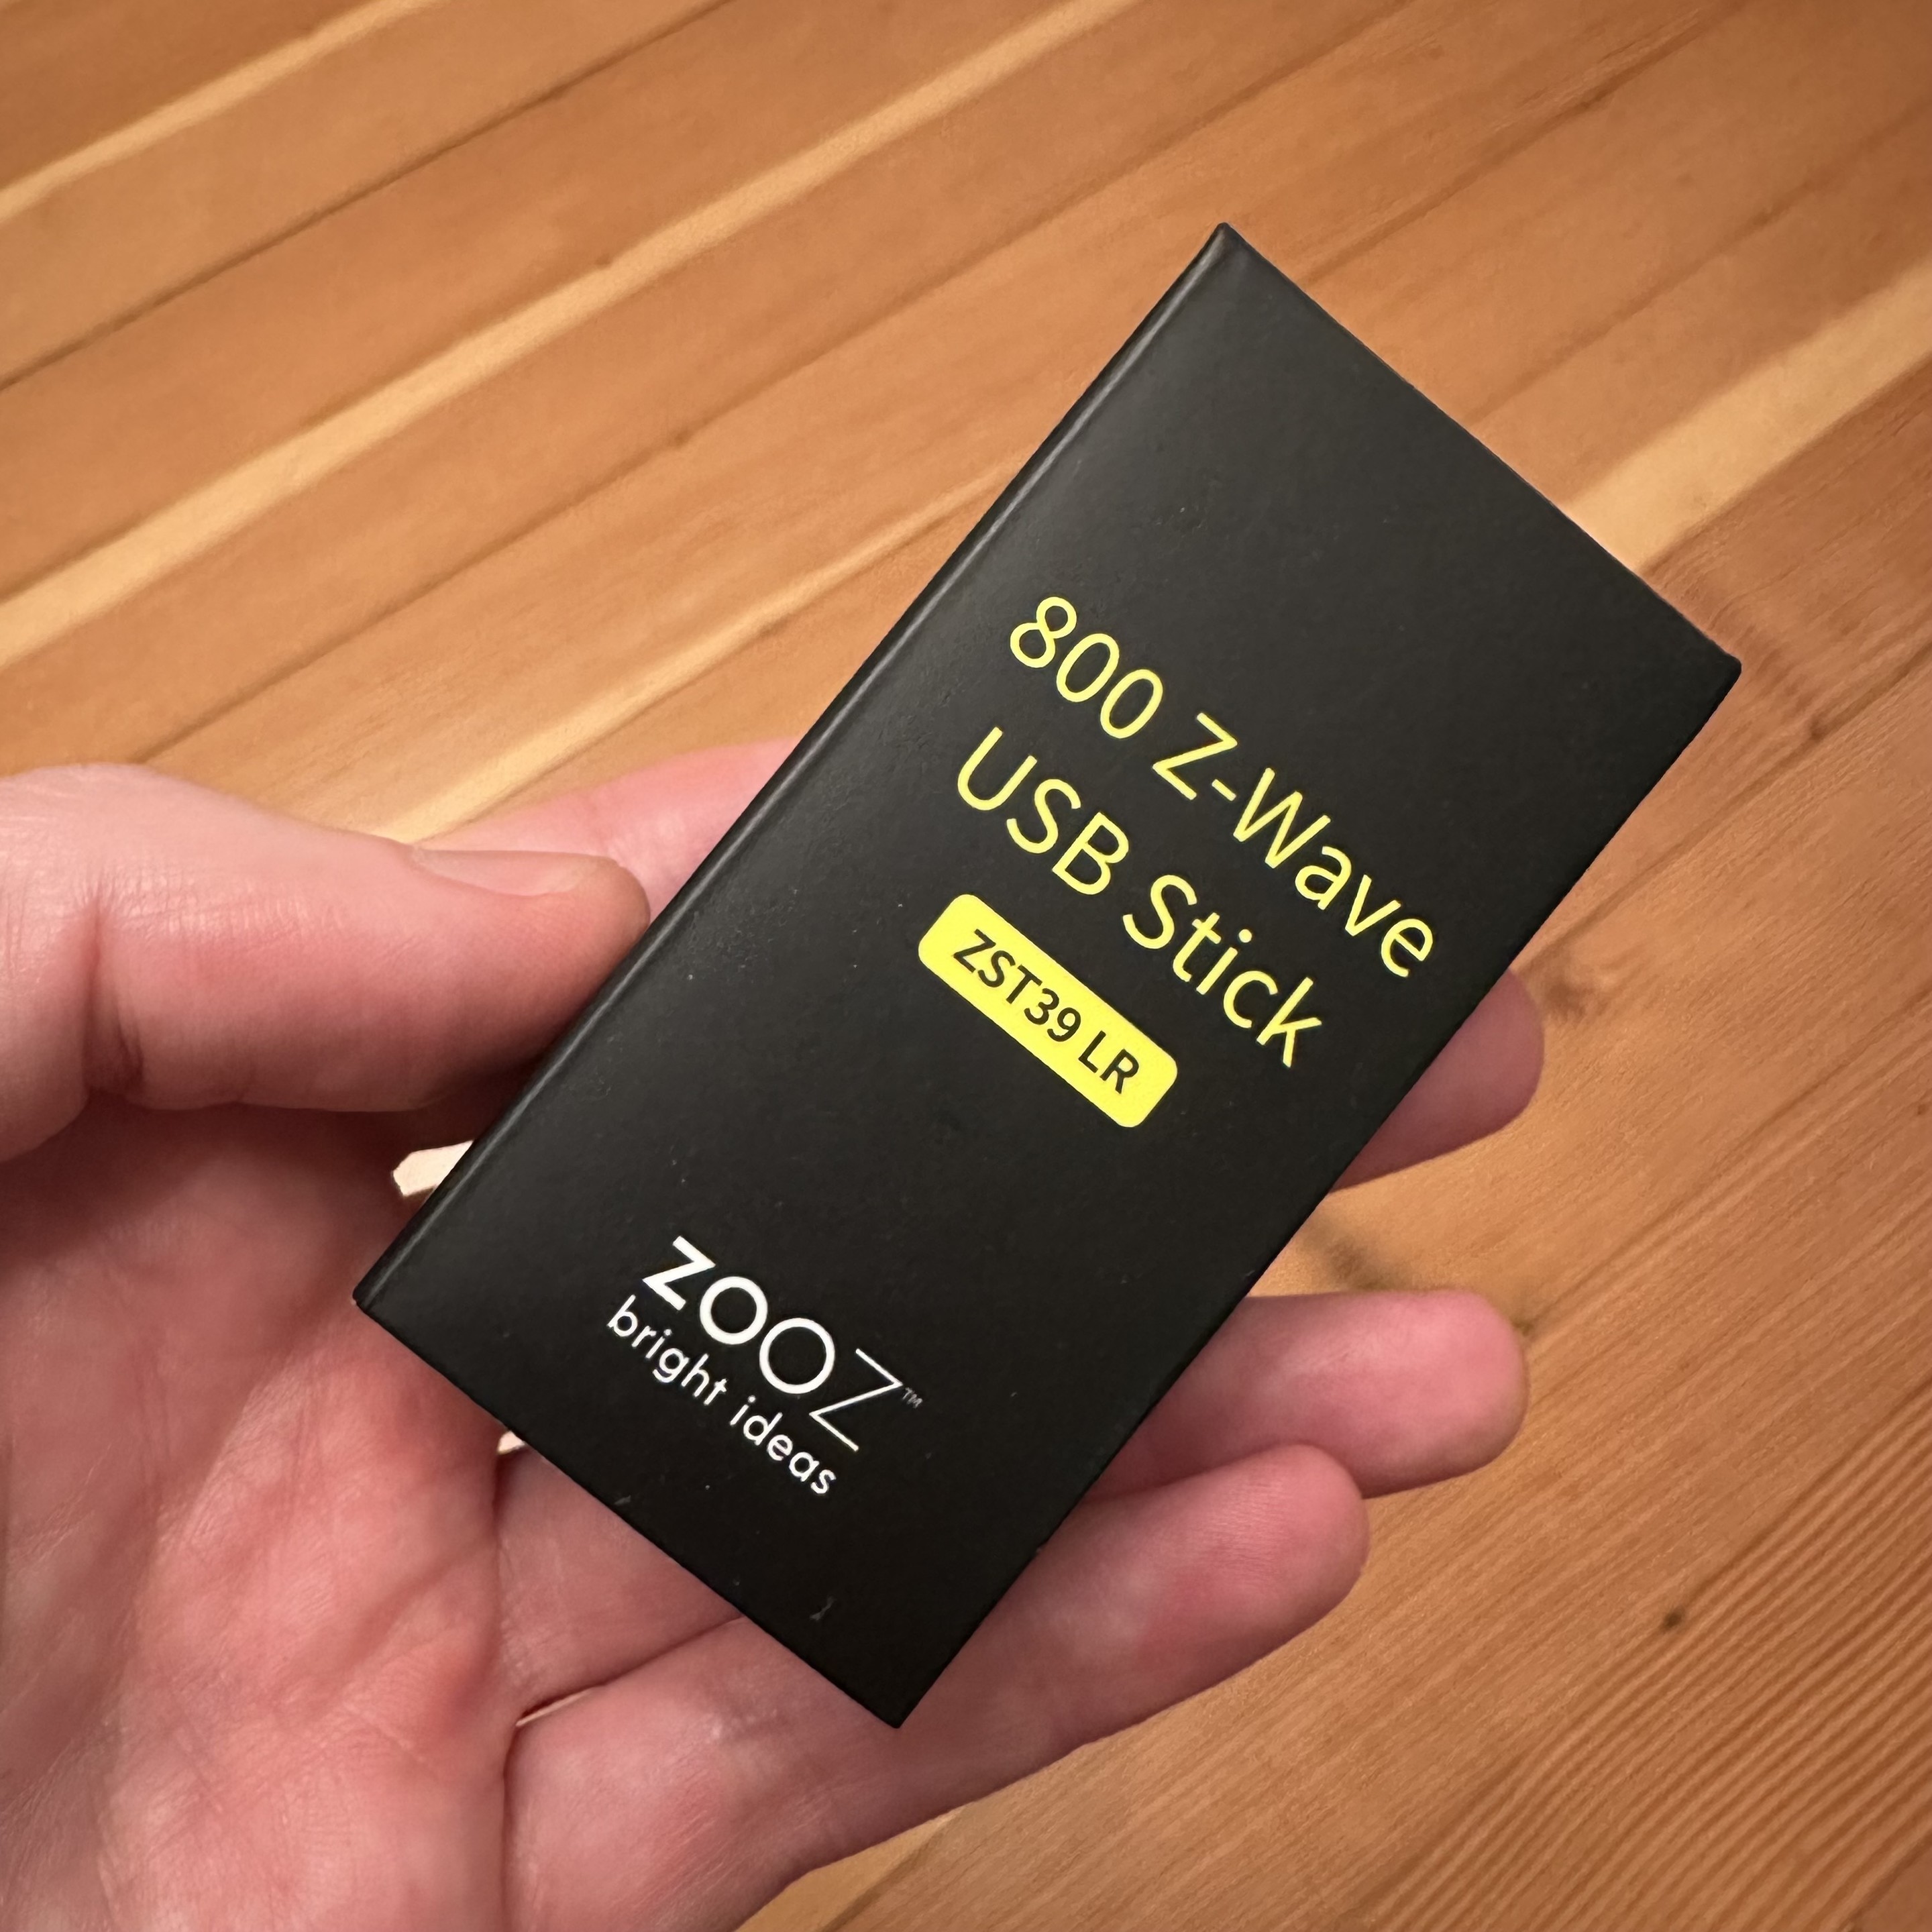 800 Z-Wave
USB Stick
ZST39 LR
zooz™
bright ideas